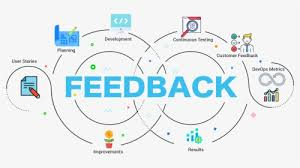 Development
Continuous Testing
Planning
Customer Feedback
User Stories
DevOps Metrics
FEEDBACK
Improvements
Results